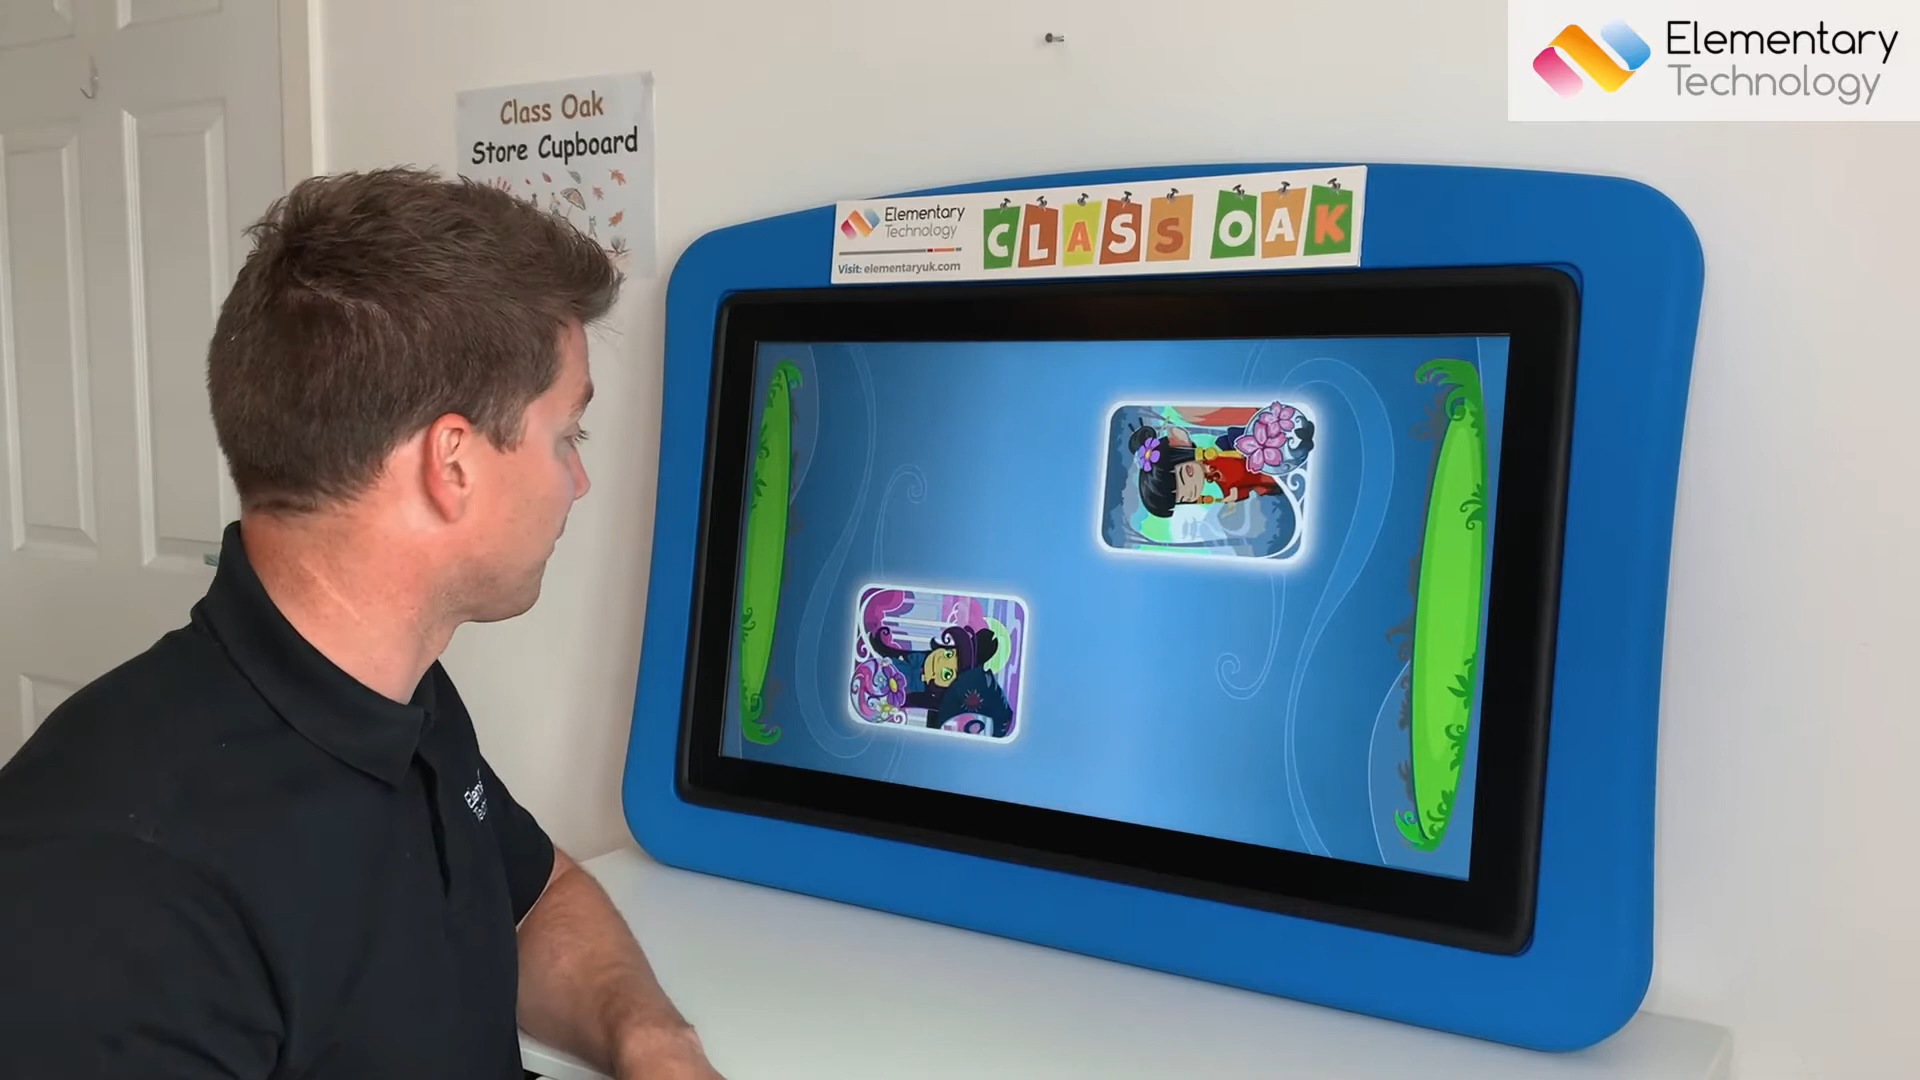 Elementary
Technology
Class Oak
Store Cupboard
Elementary
Technology
Visit: elementaryuk.com
CLASS OAK